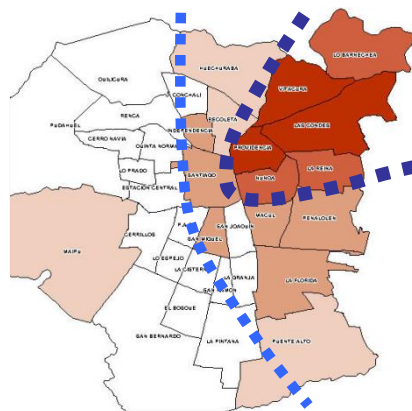 LO BARNECHEA
HUECHURABA
QUILICURA
VITACURA
CONCHALI
RECOLETA
RENCA
LAS CONDES
PUDAHUEL
INDEPENDENCIA
CERRO NAVIA
QUINTA NORMAL
PROVIDENCIA
LO PRADO
LA REINA
SANTIAGO
ÑUÑOA
ESTACION CENTRAL
MACUL
PEÑALOLEN
CERRILLOS
SAN JOAQUIN
SAN MIGUEL
MAIPU
LO ESPEJO
LA CISTERNA
LA GRANJA
LA FLORIDA
SAN RAMON
EL BOSQUE
SAN BERNARDO
LA PINTANA
PUENTE ALTO